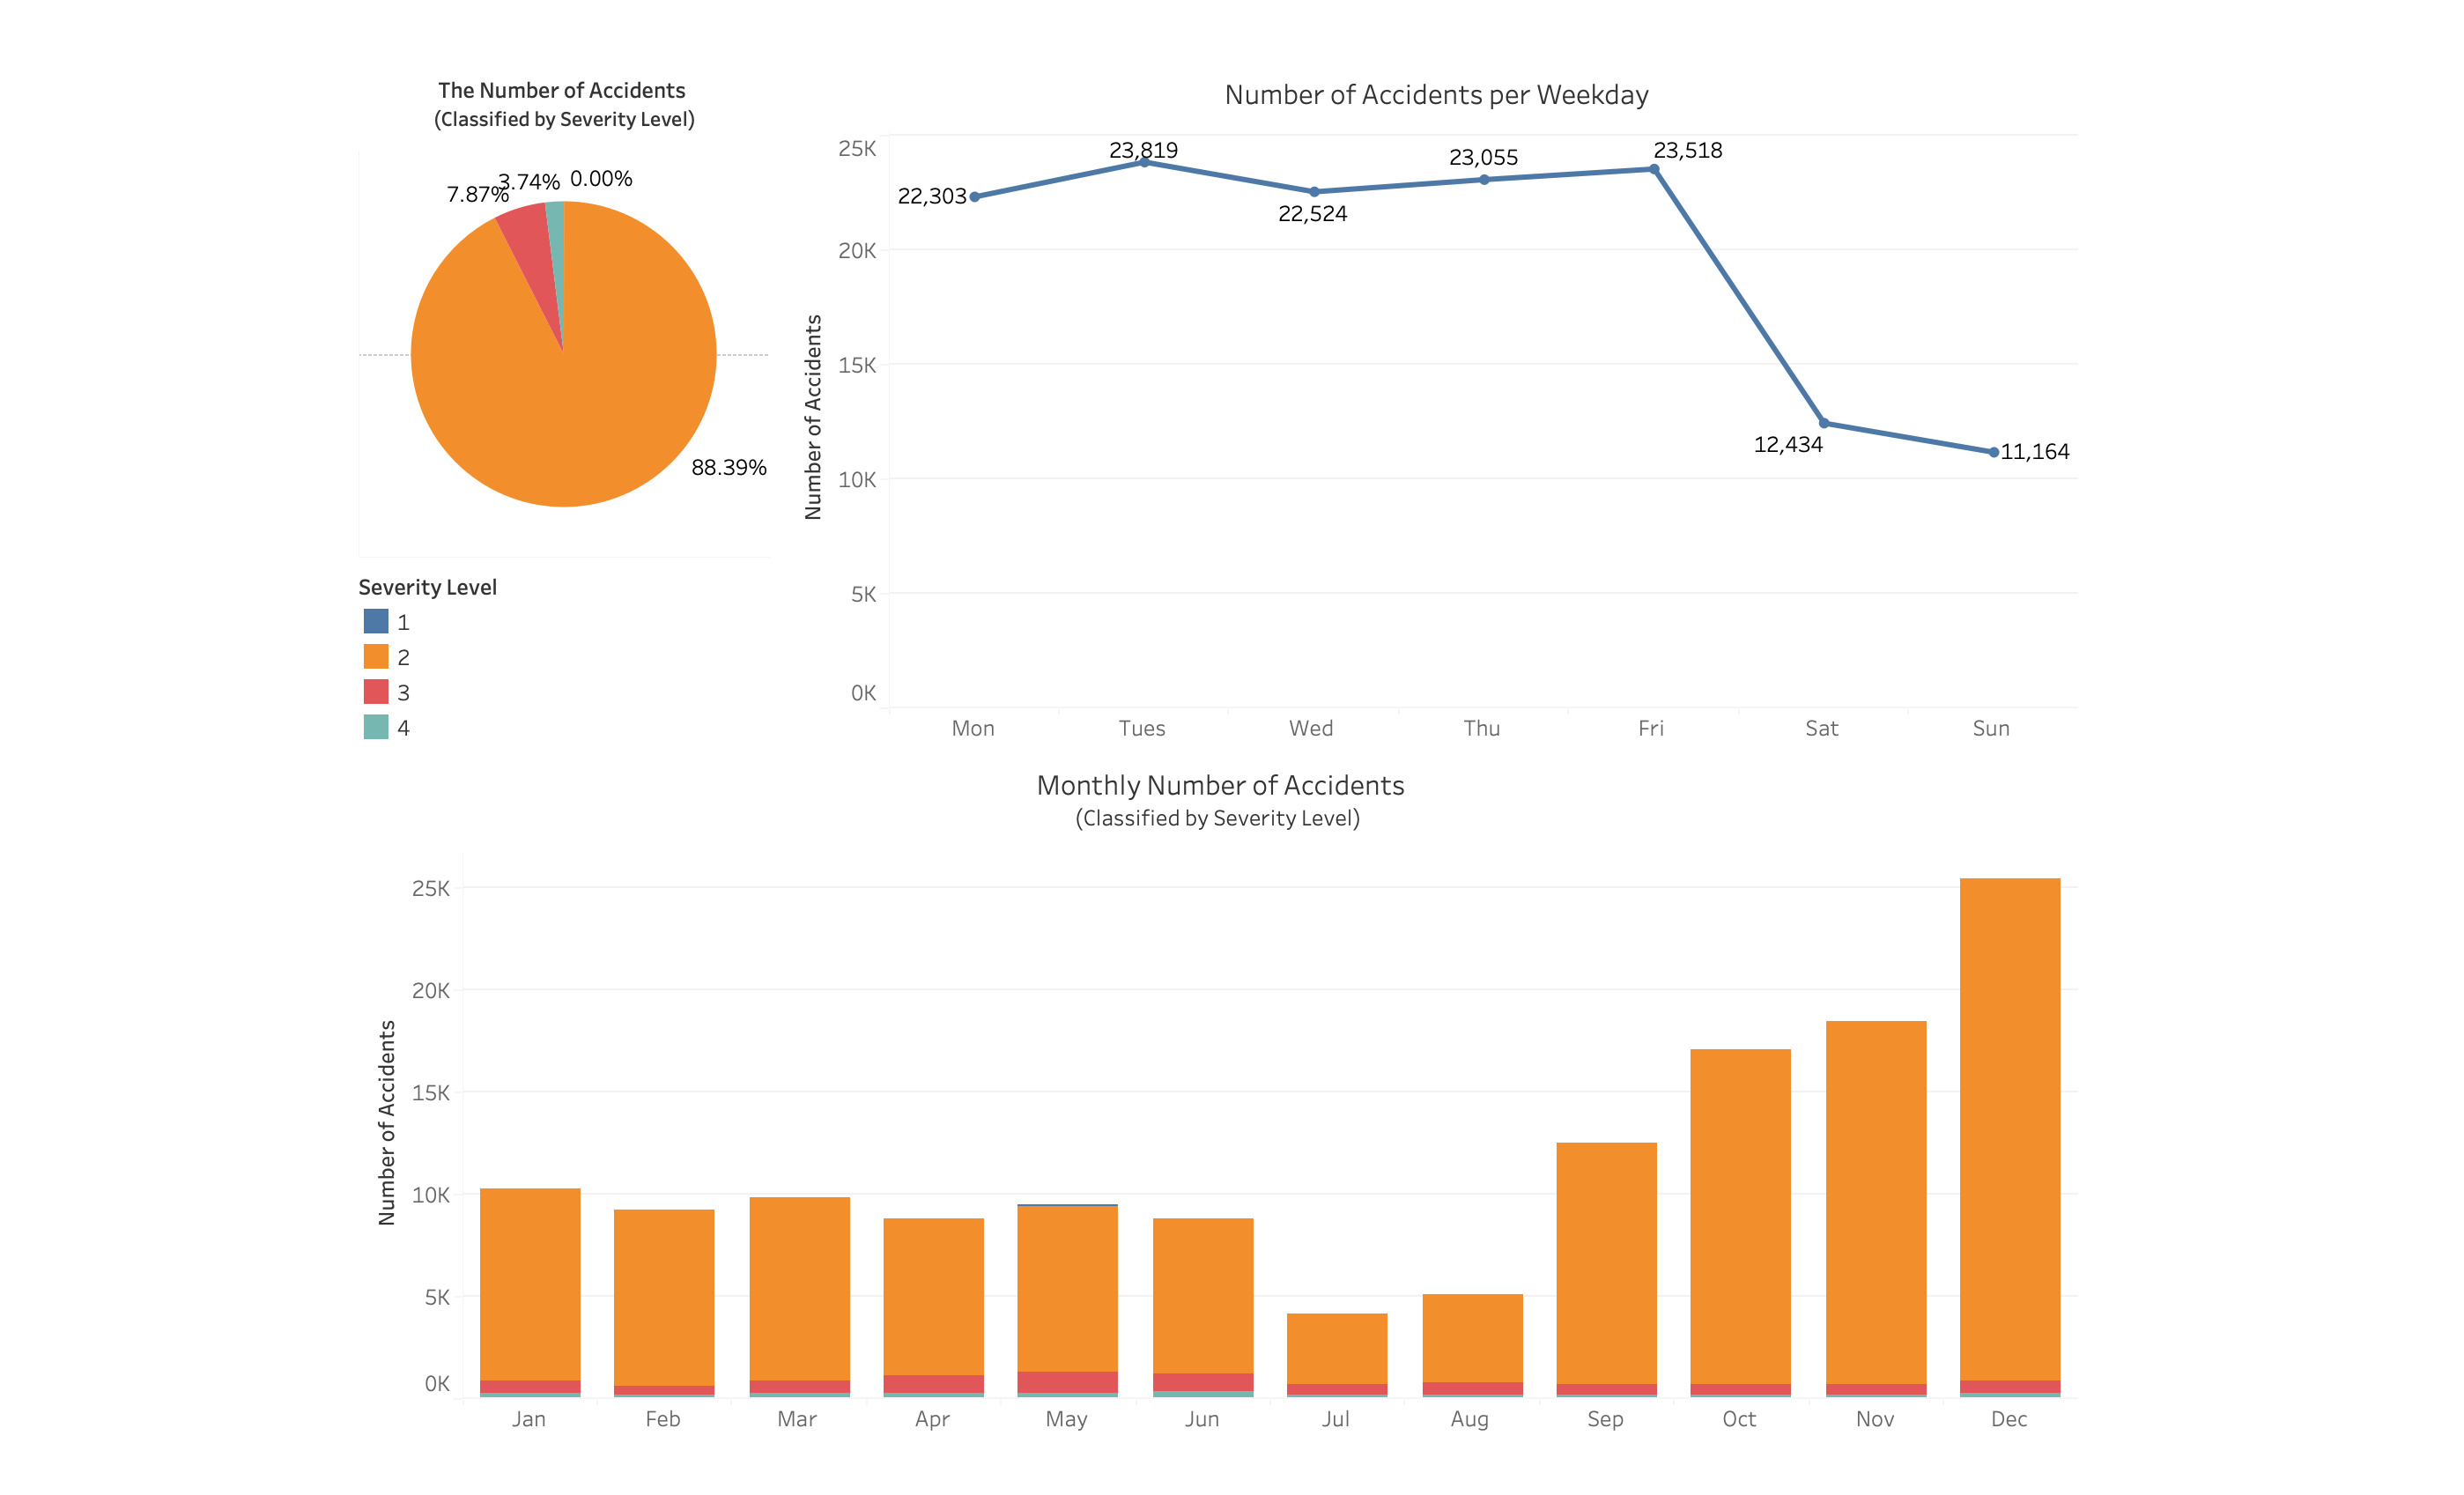 The Number of Accidents
(Classified by Severity Level)
7.87%
3.74%
0.00%
88.39%
Severity Level
1
2
3
4
Number of Accidents per Weekday
Number of Accidents
25K
20K
15K
10K
5K
0K
22,303
23,819
22,524
23,055
23,518
12,434
11,164
Mon
Tues
Wed
Thu
Fri
Sat
Sun
Monthly Number of Accidents
(Classified by Severity Level)
Number of Accidents
25K
20K
15K
10K
5K
0K
Jan
Feb
Mar
Apr
May
Jun
Jul
Aug
Sep
Oct
Nov
Dec